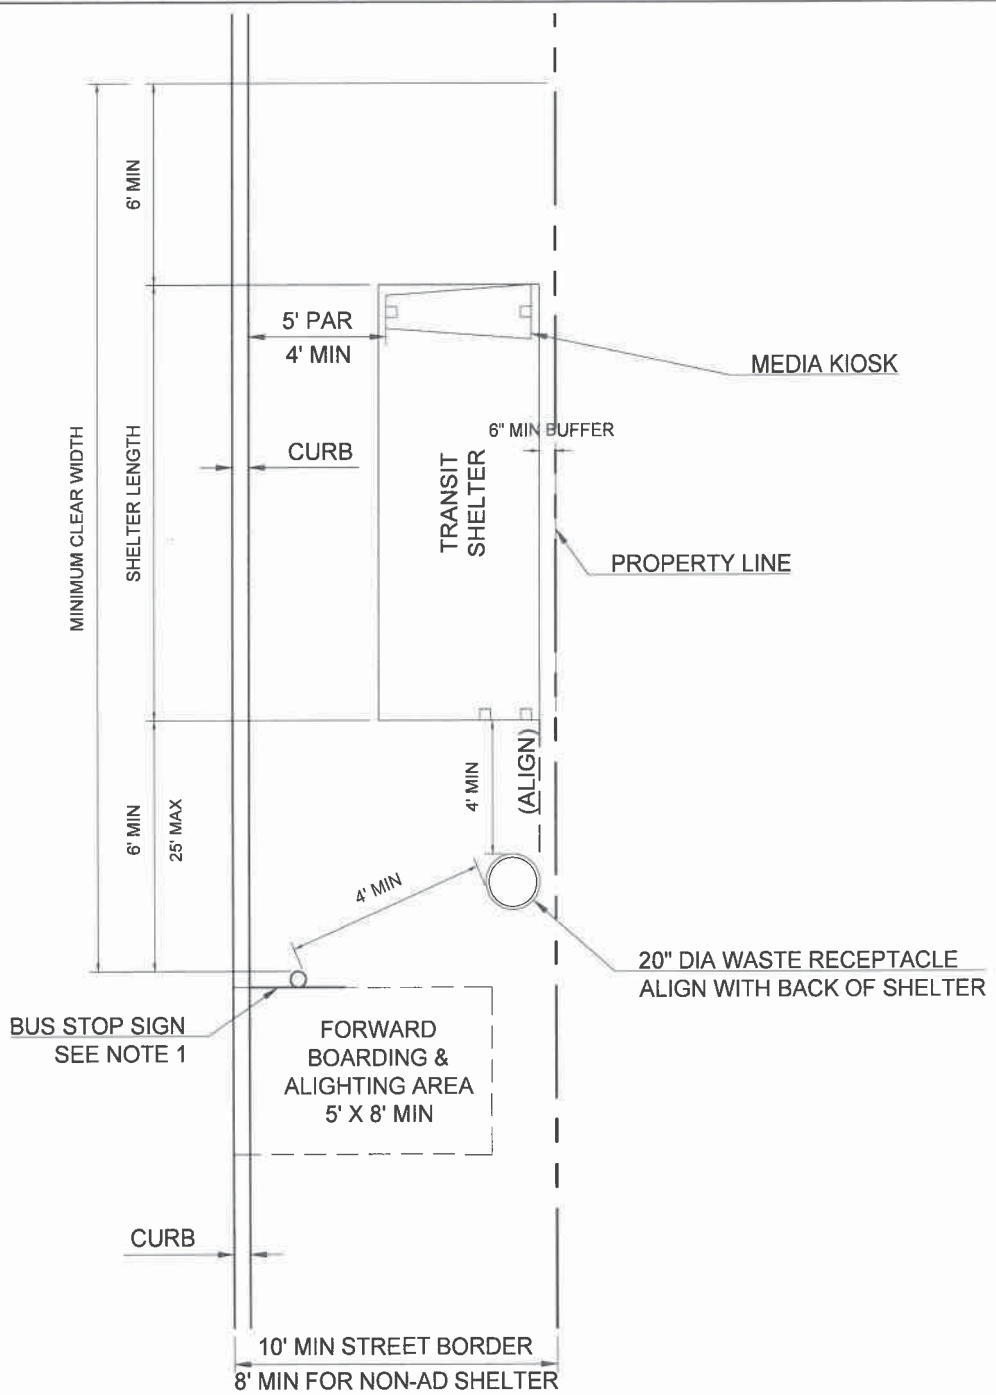 6' MIN
5' PAR
4' MIN
MEDIA KIOSK
6" MIN BUFFER
CURB
MINIMUM CLEAR WIDTH
SHELTER LENGTH
TRANSIT
SHELTER
PROPERTY LINE
6' MIN
25' MAX
4' MIN
(ALIGN)
4' MIN
20" DIA WASTE RECEPTACLE
ALIGN WITH BACK OF SHELTER
BUS STOP SIGN
SEE NOTE 1
FORWARD
BOARDING &
ALIGHTING AREA
5' X 8' MIN
CURB
10' MIN STREET BORDER
8' MIN FOR NON-AD SHELTER